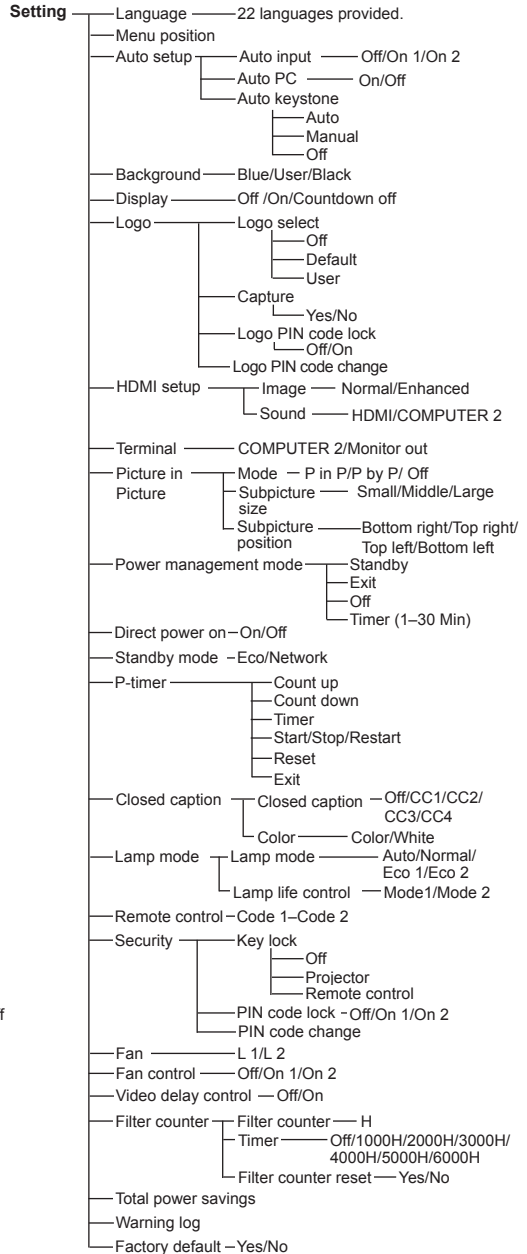 Setting
Language 22 languages provided.
Menu position
Auto setup Auto input Off/On 1/On 2
Auto PC On/Off
Auto keystone
Auto
Manual
Off
Background Blue/User/Black
Display Off /On/Countdown off
Logo Logo select
Off
Default
User
Capture
Yes/No
Logo PIN code lock
Off/On
Logo PIN code change
HDMI setup Image Normal/Enhanced
Sound HDMI/COMPUTER 2
Terminal COMPUTER 2/Monitor out
Picture in Mode P in P/P by P/ Off
Picture Subpicture Small/Middle/Large
size
Subpicture Bottom right/Top right/
position Top left/Bottom left
Power management mode Standby
Exit
Off
Timer (1–30 Min)
Direct power on On/Off
Standby mode Eco/Network
P-timer Count up
Count down
Timer
Start/Stop/Restart
Reset
Exit
Closed caption Closed caption Off/CC1/CC2/
CC3/CC4
Color Color/White
Lamp mode Lamp mode Auto/Normal/
Eco 1/Eco 2
Lamp life control Mode1/Mode 2
Remote control Code 1–Code 2
Security Key lock
Off
Projector
Remote control
f PIN code lock Off/On 1/On 2
PIN code change
Fan L 1/L 2
Fan control Off/On 1/On 2
Video delay control Off/On
Filter counter Filter counter H
Timer Off/1000H/2000H/3000H/
4000H/5000H/6000H
Filter counter reset Yes/No
Total power savings
Warning log
Factory default Yes/No